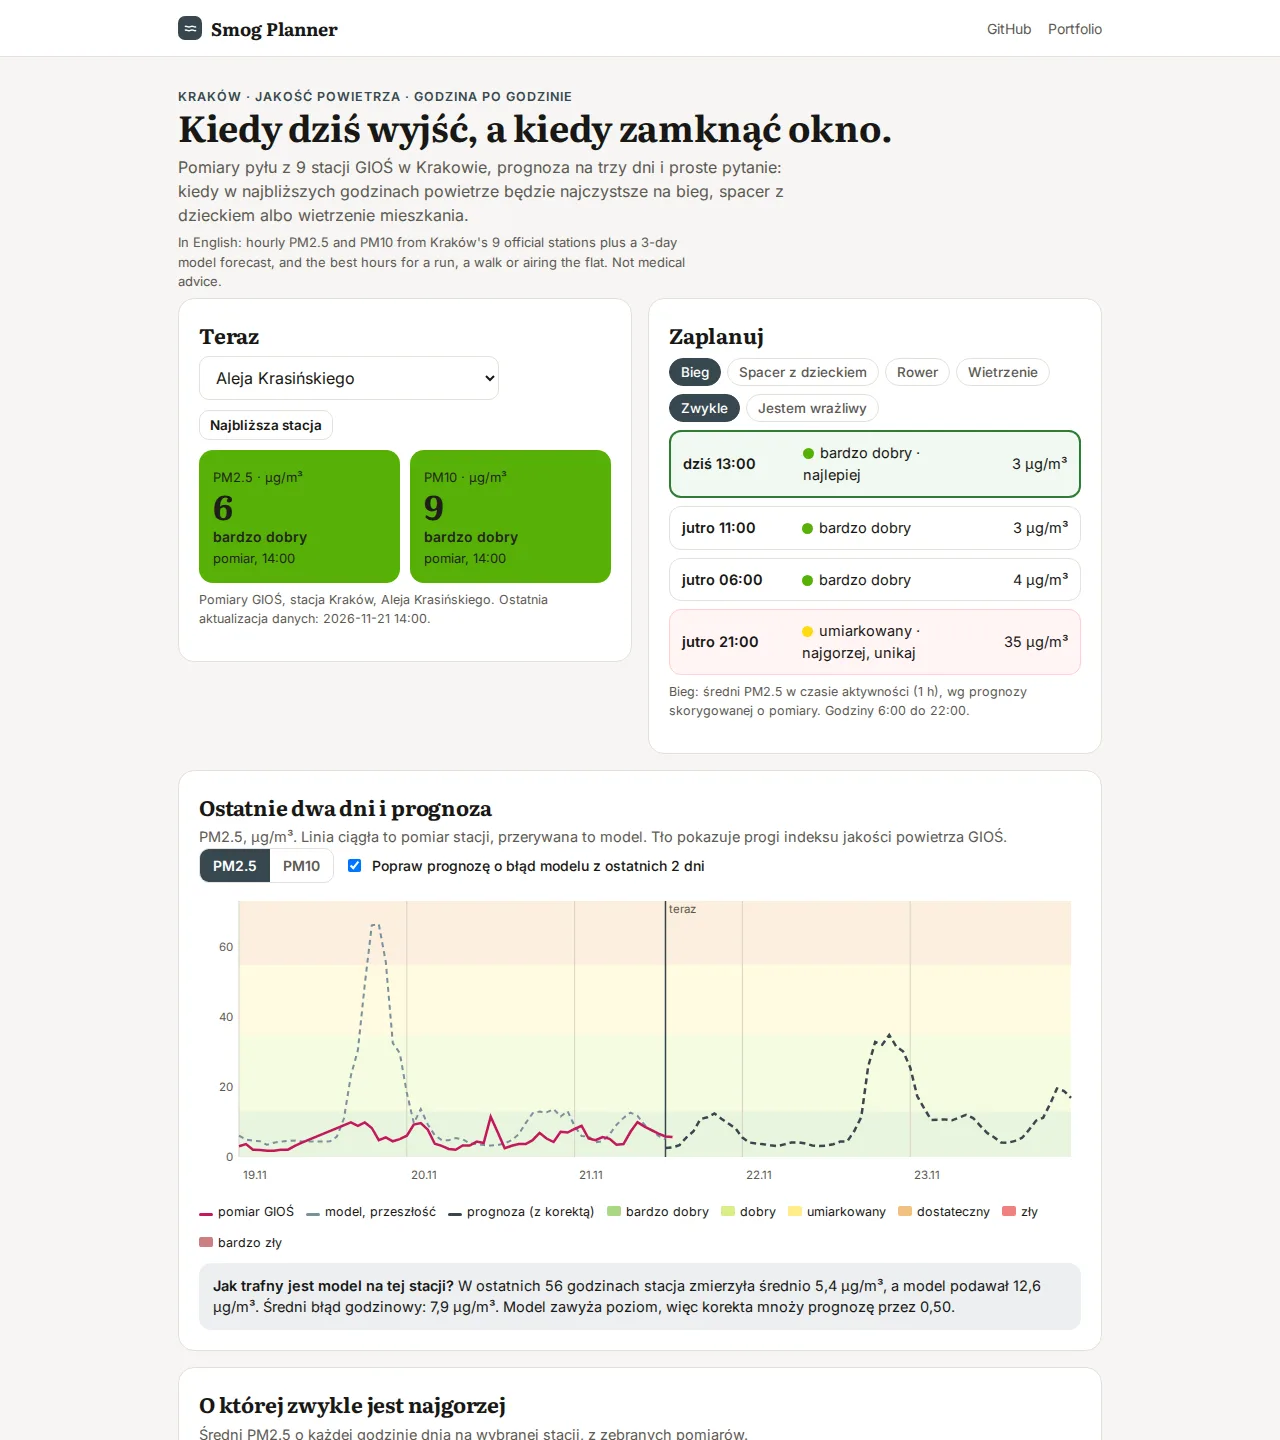 Smog Planner
GitHub Portfolio
KRAKÓW · JAKOŚĆ POWIETRZA · GODZINA PO GODZINIE
Kiedy dziś wyjść, a kiedy zamknąć okno.
Pomiary pyłu z 9 stacji GIOŚ w Krakowie, prognoza na trzy dni i proste pytanie:
kiedy w najbliższych godzinach powietrze będzie najczystsze na bieg, spacer z
dzieckiem albo wietrzenie mieszkania.
In English: hourly PM2.5 and PM10 from Kraków's 9 official stations plus a 3-day
model forecast, and the best hours for a run, a walk or airing the flat. Not medical
advice.
Teraz
Aleja Krasińskiego
Najbliższa stacja
PM2.5 · µg/m³
6
bardzo dobry
pomiar, 14:00
PM10 · µg/m³
9
bardzo dobry
pomiar, 14:00
Pomiary GIOŚ, stacja Kraków, Aleja Krasińskiego. Ostatnia
aktualizacja danych: 2026-11-21 14:00.
Zaplanuj
Bieg Spacer z dzieckiem Rower Wietrzenie
Zwykle Jestem wrażliwy
dziś 13:00 bardzo dobry · 3 µg/m³
najlepiej
jutro 11:00 bardzo dobry 3 µg/m³
jutro 06:00 bardzo dobry 4 µg/m³
jutro 21:00 umiarkowany · 35 µg/m³
najgorzej, unikaj
Bieg: średni PM2.5 w czasie aktywności (1 h), wg prognozy
skorygowanej o pomiary. Godziny 6:00 do 22:00.
Ostatnie dwa dni i prognoza
PM2.5, µg/m³. Linia ciągła to pomiar stacji, przerywana to model. Tło pokazuje progi indeksu jakości powietrza GIOŚ.
PM2.5 PM10 Popraw prognozę o błąd modelu z ostatnich 2 dni
teraz
60
40
20
0
19.11 20.11 21.11 22.11 23.11
pomiar GIOŚ model, przeszłość prognoza (z korektą) bardzo dobry dobry umiarkowany dostateczny zły
bardzo zły
Jak trafny jest model na tej stacji? W ostatnich 56 godzinach stacja zmierzyła średnio 5,4 µg/m³, a model podawał 12,6
µg/m³. Średni błąd godzinowy: 7,9 µg/m³. Model zawyża poziom, więc korekta mnoży prognozę przez 0,50.
O której zwykle jest najgorzej
Średni PM2.5 o każdej godzinie dnia na wybranej stacji, z zebranych pomiarów.